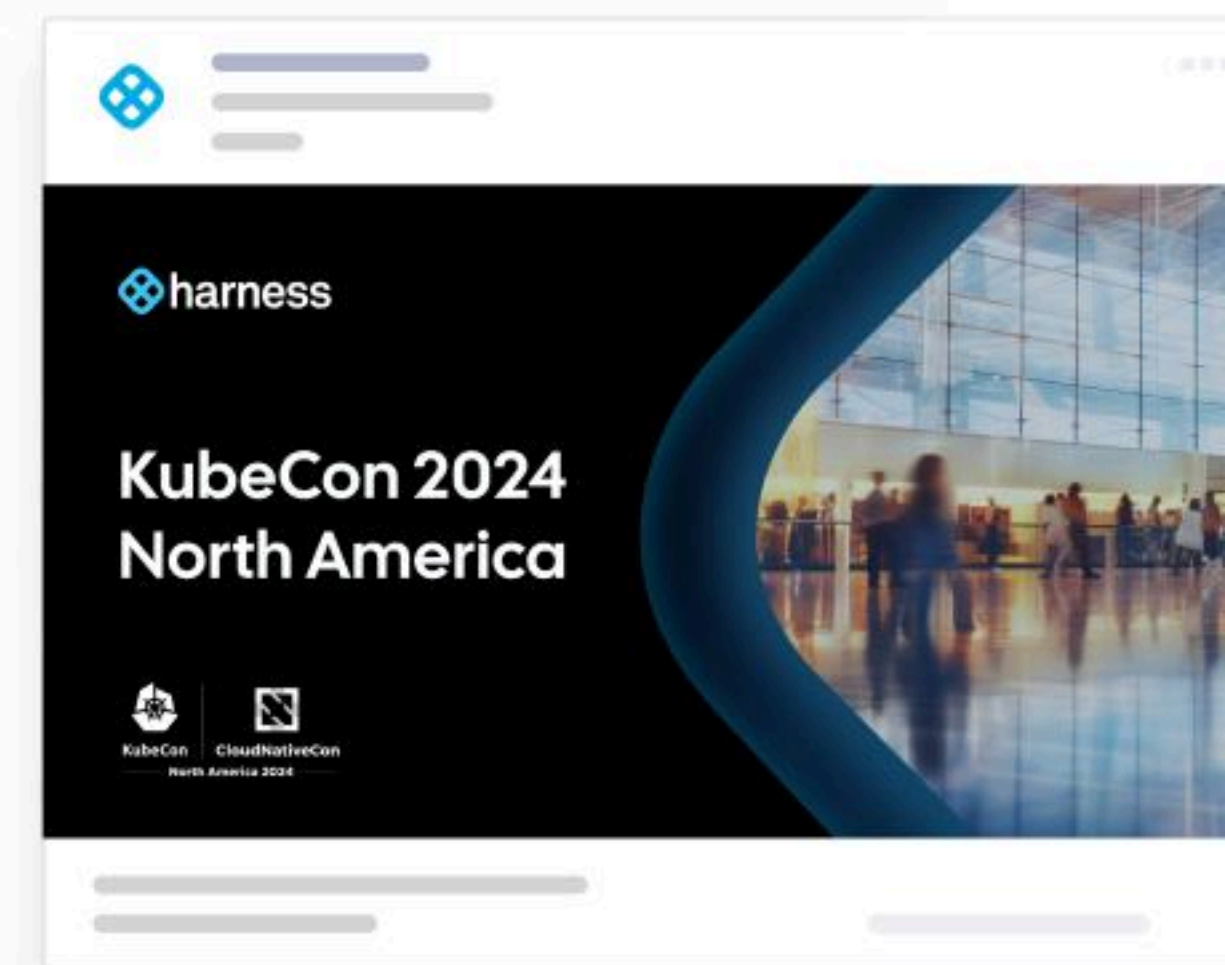 harness
KubeCon 2024
North America
KubeCon
CloudNativeCon
North America 2024